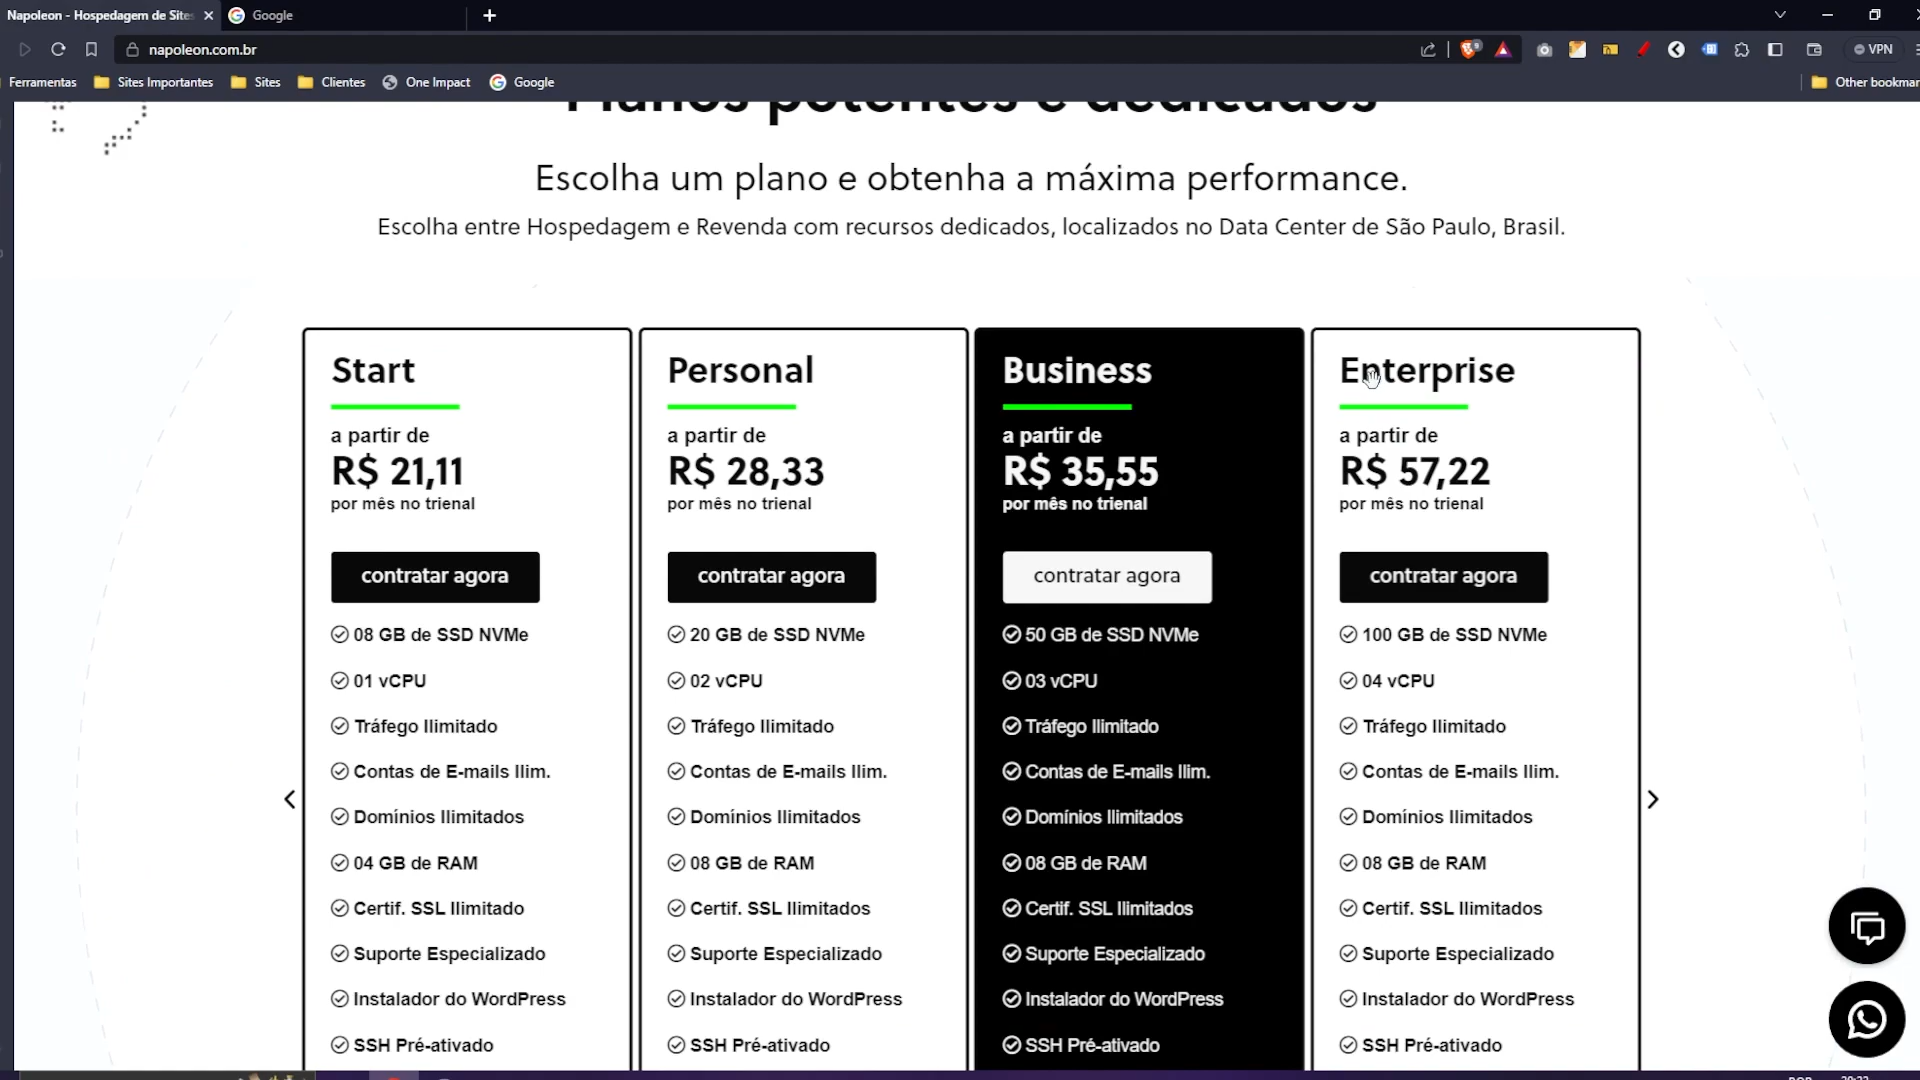 Napoleon - Hospedagem de Sites
Google
napoleon.com.br
VPN
Ferramentas
Sites Importantes
Sites
Clientes
One Impact
Google
Other bookmar
Planos potentes e dedicados
Escolha um plano e obtenha a máxima performance.
Escolha entre Hospedagem e Revenda com recursos dedicados, localizados no Data Center de São Paulo, Brasil.
Start
a partir de
R$ 21,11
por mês no trienal
contratar agora
08 GB de SSD NVMe
01 vCPU
Tráfego Ilimitado
Contas de E-mails Ilim.
Domínios Ilimitados
04 GB de RAM
Certif. SSL Ilimitado
Suporte Especializado
Instalador do WordPress
SSH Pré-ativado
Personal
a partir de
R$ 28,33
por mês no trienal
contratar agora
20 GB de SSD NVMe
02 vCPU
Tráfego Ilimitado
Contas de E-mails Ilim.
Domínios Ilimitados
08 GB de RAM
Certif. SSL Ilimitados
Suporte Especializado
Instalador do WordPress
SSH Pré-ativado
Business
a partir de
R$ 35,55
por mês no trienal
contratar agora
50 GB de SSD NVMe
03 vCPU
Tráfego Ilimitado
Contas de E-mails Ilim.
Domínios Ilimitados
08 GB de RAM
Certif. SSL Ilimitados
Suporte Especializado
Instalador do WordPress
SSH Pré-ativado
Enterprise
a partir de
R$ 57,22
por mês no trienal
contratar agora
100 GB de SSD NVMe
04 vCPU
Tráfego Ilimitado
Contas de E-mails Ilim.
Domínios Ilimitados
08 GB de RAM
Certif. SSL Ilimitados
Suporte Especializado
Instalador do WordPress
SSH Pré-ativado